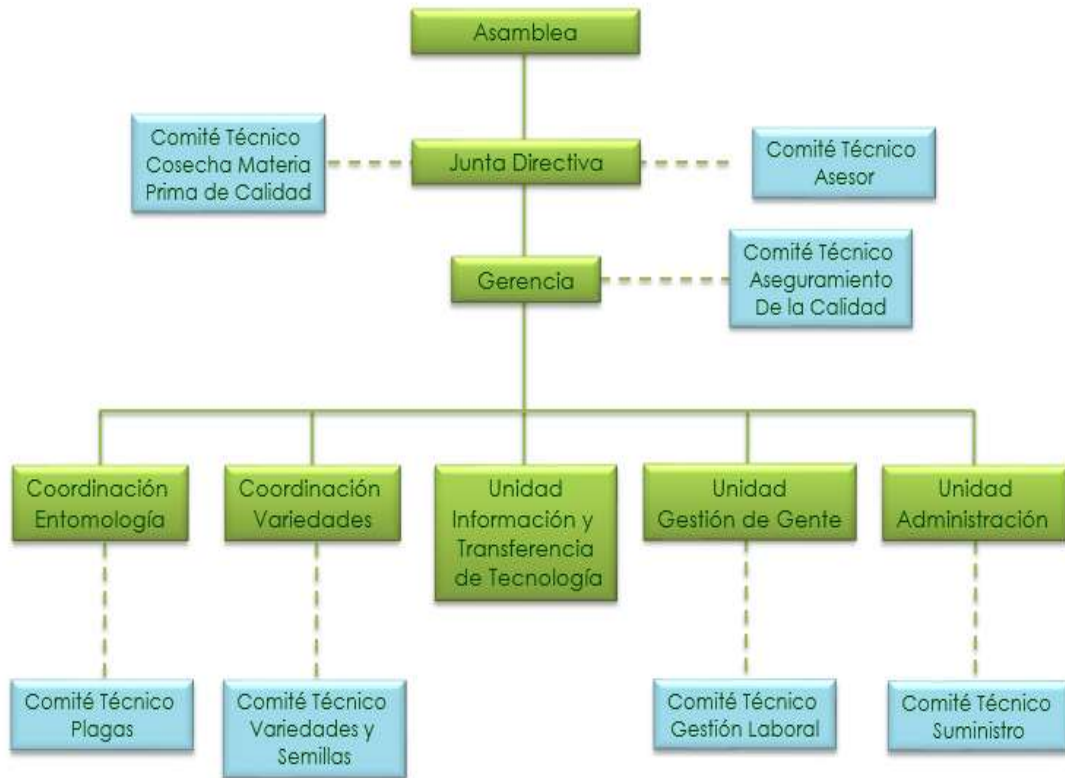 Asamblea
Comité Técnico
Cosecha Materia
Prima de Calidad
Junta Directiva
Comité Técnico
Asesor
Gerencia
Comité Técnico
Aseguramiento
De la Calidad
Coordinación
Entomología
Coordinación
Variedades
Unidad
Información y
Transferencia
de Tecnología
Unidad
Gestión de Gente
Unidad
Administración
Comité Técnico
Plagas
Comité Técnico
Variedades y
Semillas
Comité Técnico
Gestión Laboral
Comité Técnico
Suministro